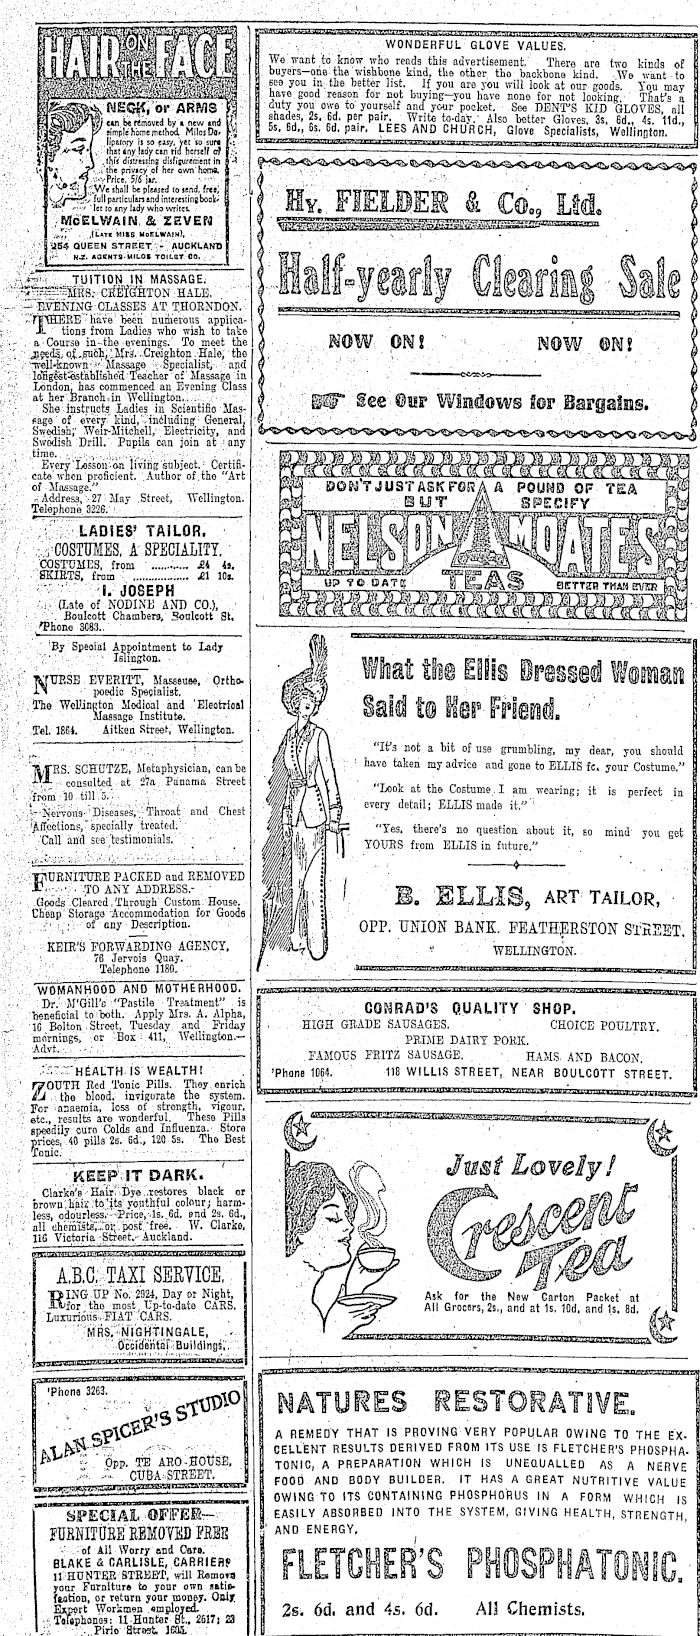 HAIR ON THE FACE
NECK, or ARMS
can be removed by a new and
simple home method. Milos De-
pilatory is so easy, yet so sure
that any lady can rid herself of
this distressing disfigurement in
the privacy of her own home.
Price, 5/6 jar.
We shall be pleased to send, free,
full particulars and interesting book-
let to any lady who writes.
McELWAIN & ZEVEN
(LATE MISS McELWAIN),
254 QUEEN STREET - AUCKLAND
N.Z. AGENTS MILOS TOILET CO.
TUITION IN MASSAGE.
MRS. CREIGHTON HALE.
EVENING CLASSES AT THORNDON.
THERE have been numerous applica-
tions from Ladies who wish to take
a Course in the evenings. To meet the
needs of such, Mrs. Creighton Hale, the
well-known Massage Specialist, and
longest-established Teacher of Massage in
London, has commenced an Evening Class
at her Branch in Wellington.
She instructs Ladies in Scientific Mas-
sage of every kind, including General,
Swedish, Weir-Mitchell, Electricity, and
Swedish Drill. Pupils can join at any
time.
Every Lesson on living subject. Certifi-
cate when proficient. Author of the "Art
of Massage."
Address, 27 May Street, Wellington.
Telephone 3226.
LADIES' TAILOR.
COSTUMES, A SPECIALITY.
COSTUMES, from ........... £4 4s.
SKIRTS, from ................ £1 10s.
I. JOSEPH
(Late of NODINE AND CO.),
Boulcott Chambers, Boulcott St.
'Phone 3083.
By Special Appointment to Lady
Islington.
NURSE EVERITT, Masseuse, Ortho-
poedic Specialist.
The Wellington Medical and Electrical
Massage Institute.
Tel. 1864. Aitken Street, Wellington.
MRS. SCHUTZE, Metaphysician, can be
consulted at 27a Panama Street
from 10 till 5.
Nervous Diseases, Throat and Chest
Affections, specially treated.
Call and see testimonials.
FURNITURE PACKED and REMOVED
TO ANY ADDRESS.
Goods Cleared Through Custom House.
Cheap Storage Accommodation for Goods
of any Description.
KEIR'S FORWARDING AGENCY,
76 Jervois Quay.
Telephone 1180.
WOMANHOOD AND MOTHERHOOD.
Dr. M'Gill's "Pastile Treatment" is
beneficial to both. Apply Mrs. A. Alpha,
16 Bolton Street, Tuesday and Friday
mornings, or Box 411, Wellington.—
Advt.
HEALTH IS WEALTH!
ZOUTH Red Tonic Pills. They enrich
the blood, invigorate the system.
For anaemia, loss of strength, vigour,
etc., results are wonderful. These Pills
speedily cure Colds and Influenza. Store
prices, 40 pills 2s. 6d., 120 5s. The Best
Tonic.
KEEP IT DARK.
Clarke's Hair Dye restores black or
brown hair to its youthful colour; harm-
less, odourless. Price, 1s. 6d. and 2s. 6d.,
all chemists, or post free. W. Clarke,
116 Victoria Street, Auckland.
A.B.C. TAXI SERVICE.
RING UP No. 2924, Day or Night,
for the most Up-to-date CARS.
Luxurious FIAT CARS.
MRS. NIGHTINGALE,
Occidental Buildings.
'Phone 3263.
ALAN SPICER'S STUDIO
Opp. TE ARO HOUSE,
CUBA STREET.
SPECIAL OFFER—
FURNITURE REMOVED FREE
of All Worry and Care.
BLAKE & CARLISLE, CARRIERS
11 HUNTER STREET, will Remove
your Furniture to your own satis-
faction, or return your money. Only
Expert Workmen employed.
Telephones: 11 Hunter St., 2617; 23
Pirie Street, 1605.
WONDERFUL GLOVE VALUES.
We want to know who reads this advertisement. There are two kinds of
buyers—one the wishbone kind, the other the backbone kind. We want to
see you in the better list. If you are you will look at our goods. You may
have good reason for not buying—you have none for not looking. That's a
duty you owe to yourself and your pocket. See DENT'S KID GLOVES, all
shades, 2s. 6d. per pair. Write to-day. Also better Gloves, 3s. 6d., 4s. 11d.,
5s. 6d., 6s. 6d. pair. LEES AND CHURCH, Glove Specialists, Wellington.
Hy. FIELDER & Co., Ltd.
Half-yearly Clearing Sale
NOW ON! NOW ON!
See Our Windows for Bargains.
DON'T JUST ASK FOR A POUND OF TEA
BUT SPECIFY
NELSON MOATE'S
UP TO DATE TEAS BETTER THAN EVER
What the Ellis Dressed Woman
Said to Her Friend.
"It's not a bit of use grumbling, my dear, you should
have taken my advice and gone to ELLIS fc. your Costume."
"Look at the Costume I am wearing; it is perfect in
every detail; ELLIS made it."
"Yes, there's no question about it, so mind you get
YOURS from ELLIS in future."
B. ELLIS, ART TAILOR,
OPP. UNION BANK. FEATHERSTON STREET.
WELLINGTON.
CONRAD'S QUALITY SHOP.
HIGH GRADE SAUSAGES. CHOICE POULTRY.
PRIME DAIRY PORK.
FAMOUS FRITZ SAUSAGE. HAMS AND BACON.
'Phone 1064. 118 WILLIS STREET, NEAR BOULCOTT STREET.
Just Lovely!
Crescent
Tea
Ask for the New Carton Packet at
All Grocers, 2s., and at 1s. 10d, and 1s. 8d.
NATURES RESTORATIVE.
A REMEDY THAT IS PROVING VERY POPULAR OWING TO THE EX-
CELLENT RESULTS DERIVED FROM ITS USE IS FLETCHER'S PHOSPHA-
TONIC, A PREPARATION WHICH IS UNEQUALLED AS A NERVE
FOOD AND BODY BUILDER. IT HAS A GREAT NUTRITIVE VALUE
OWING TO ITS CONTAINING PHOSPHORUS IN A FORM WHICH IS
EASILY ABSORBED INTO THE SYSTEM, GIVING HEALTH, STRENGTH,
AND ENERGY.
FLETCHER'S PHOSPHATONIC.
2s. 6d. and 4s. 6d. All Chemists.